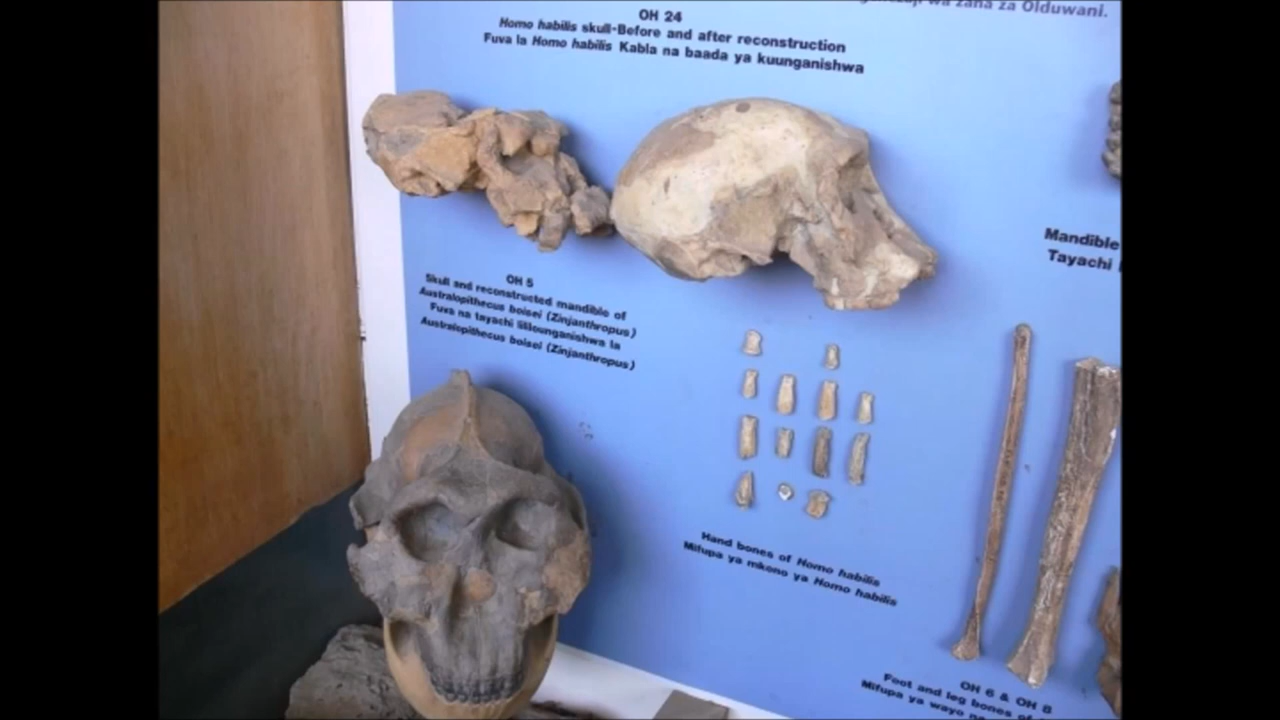 wa zana za Olduwani.
OH 24
Homo habilis skull-Before and after reconstruction
Fuva la Homo habilis Kabla na baada ya kuunganishwa
Mandible
Tayachi
OH 5
Skull and reconstructed mandible of
Australopithecus boisei (Zinjanthropus)
Fuva na tayachi lililounganishwa la
Australopithecus boisei (Zinjanthropus)
Hand bones of Homo habilis
Mifupa ya mkono ya Homo habilis
OH 6 & OH 8
Foot and leg bones of
Mifupa ya wayo na